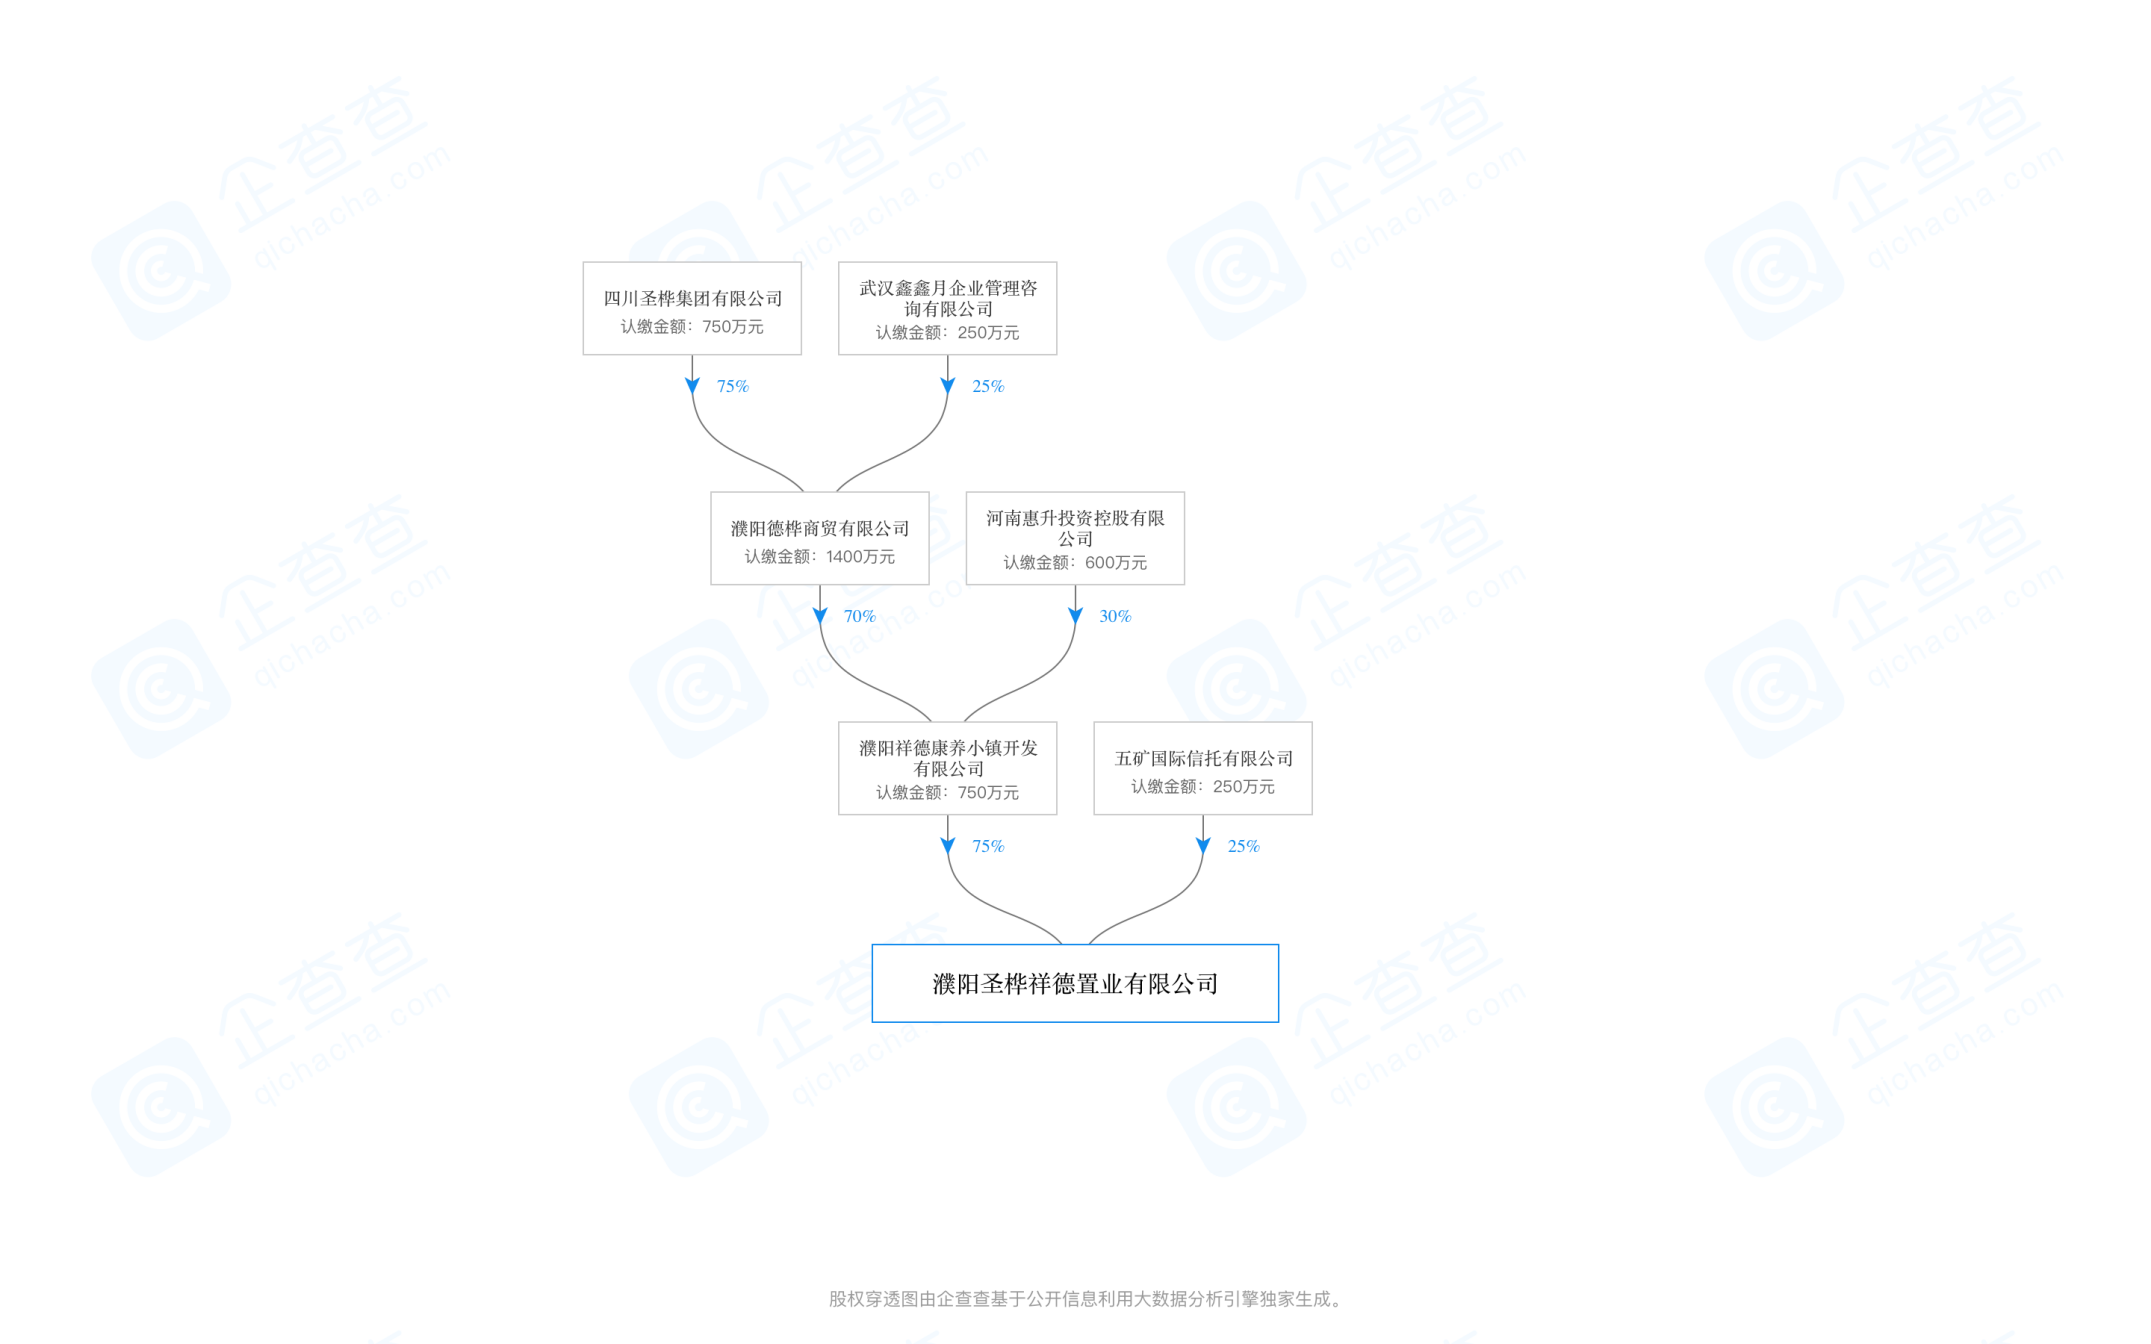 四川圣桦集团有限公司
认缴金额：750万元
武汉鑫鑫月企业管理咨
询有限公司
认缴金额：250万元
75%
25%
濮阳德桦商贸有限公司
认缴金额：1400万元
河南惠升投资控股有限
公司
认缴金额：600万元
70%
30%
濮阳祥德康养小镇开发
有限公司
认缴金额：750万元
五矿国际信托有限公司
认缴金额：250万元
75%
25%
濮阳圣桦祥德置业有限公司
股权穿透图由企查查基于公开信息利用大数据分析引擎独家生成。
企查查
qichacha.com